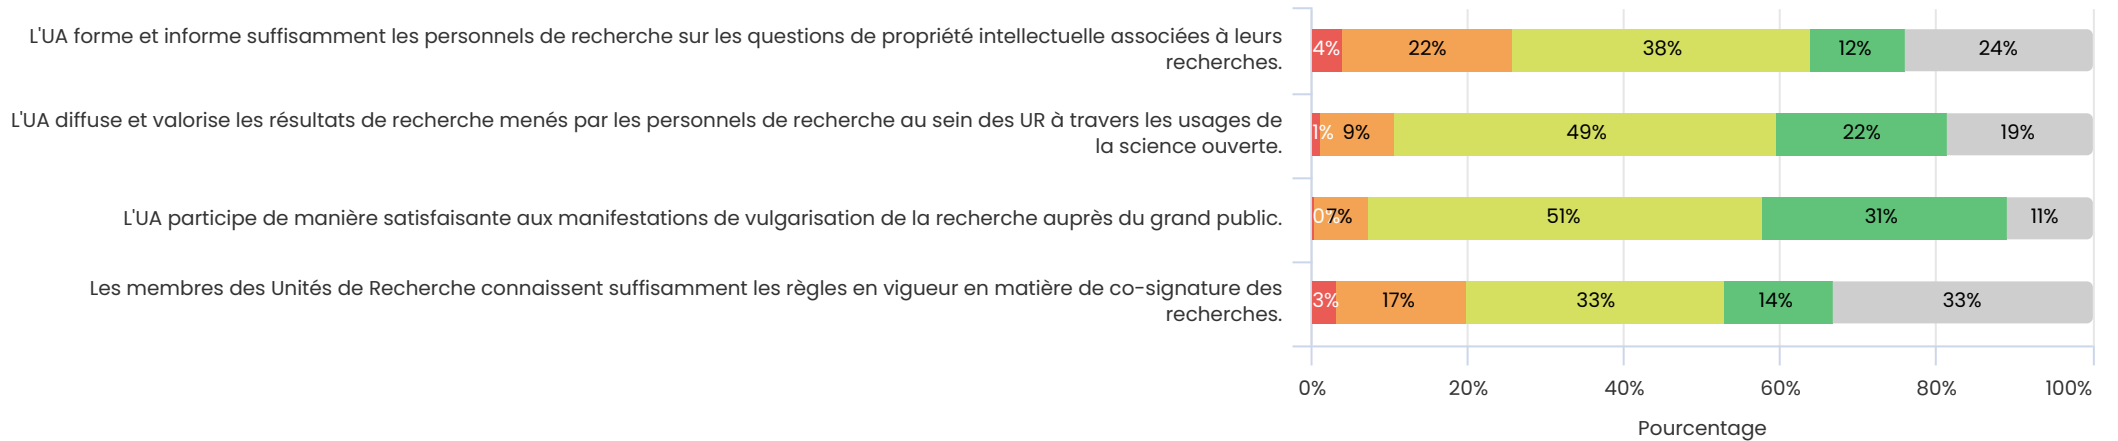 L'UA forme et informe suffisamment les personnels de recherche sur les questions de propriété intellectuelle associées à leurs
recherches.
4% 22% 38% 12% 24%
L'UA diffuse et valorise les résultats de recherche menés par les personnels de recherche au sein des UR à travers les usages de
la science ouverte.
1% 9% 49% 22% 19%
L'UA participe de manière satisfaisante aux manifestations de vulgarisation de la recherche auprès du grand public.
0% 7% 51% 31% 11%
Les membres des Unités de Recherche connaissent suffisamment les règles en vigueur en matière de co-signature des
recherches.
3% 17% 33% 14% 33%
0% 20% 40% 60% 80% 100%
Pourcentage